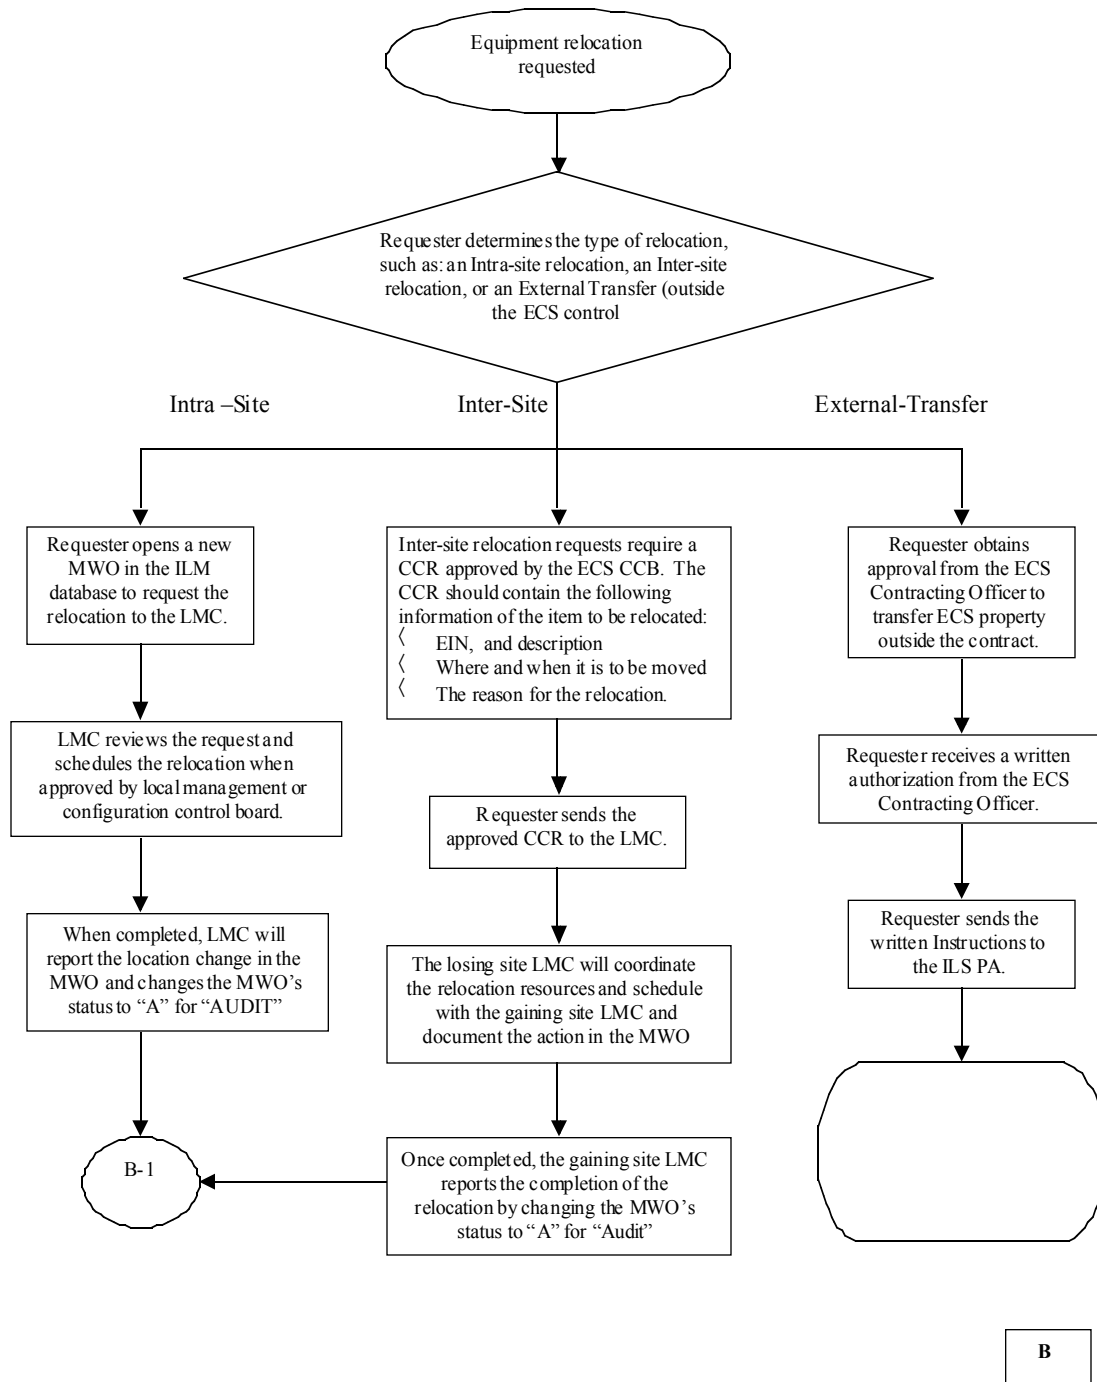 Equipment relocation
requested
Requester determines the type of relocation,
such as: an Intra-site relocation, an Inter-site
relocation, or an External Transfer (outside
the ECS control
Intra –Site
Inter-Site
External-Transfer
Requester opens a new
MWO in the ILM
database to request the
relocation to the LMC.
LMC reviews the request and
schedules the relocation when
approved by local management or
configuration control board.
When completed, LMC will
report the location change in the
MWO and changes the MWO's
status to “A” for “AUDIT”
B-1
Inter-site relocation requests require a
CCR approved by the ECS CCB. The
CCR should contain the following
information of the item to be relocated:
〈 EIN, and description
〈 Where and when it is to be moved
〈 The reason for the relocation.
Requester sends the
approved CCR to the LMC.
The losing site LMC will coordinate
the relocation resources and schedule
with the gaining site LMC and
document the action in the MWO
Once completed, the gaining site LMC
reports the completion of the
relocation by changing the MWO's
status to “A” for “Audit”
Requester obtains
approval from the ECS
Contracting Officer to
transfer ECS property
outside the contract.
Requester receives a written
authorization from the ECS
Contracting Officer.
Requester sends the
written Instructions to
the ILS PA.
B